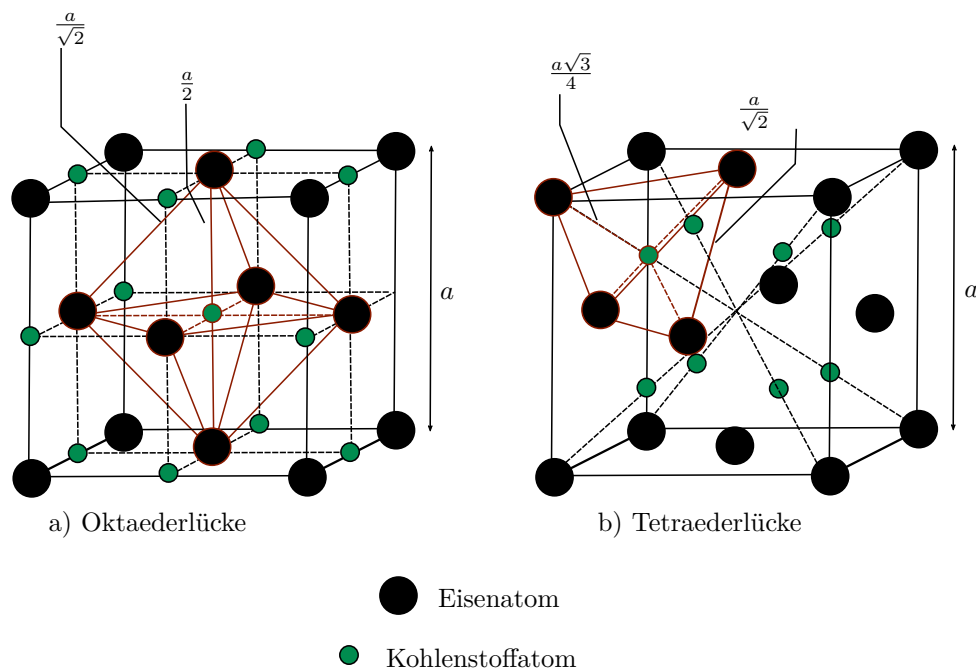 a/√2
a/2
a
a) Oktaederlücke
a√3/4
a/√2
a
b) Tetraederlücke
Eisenatom
Kohlenstoffatom